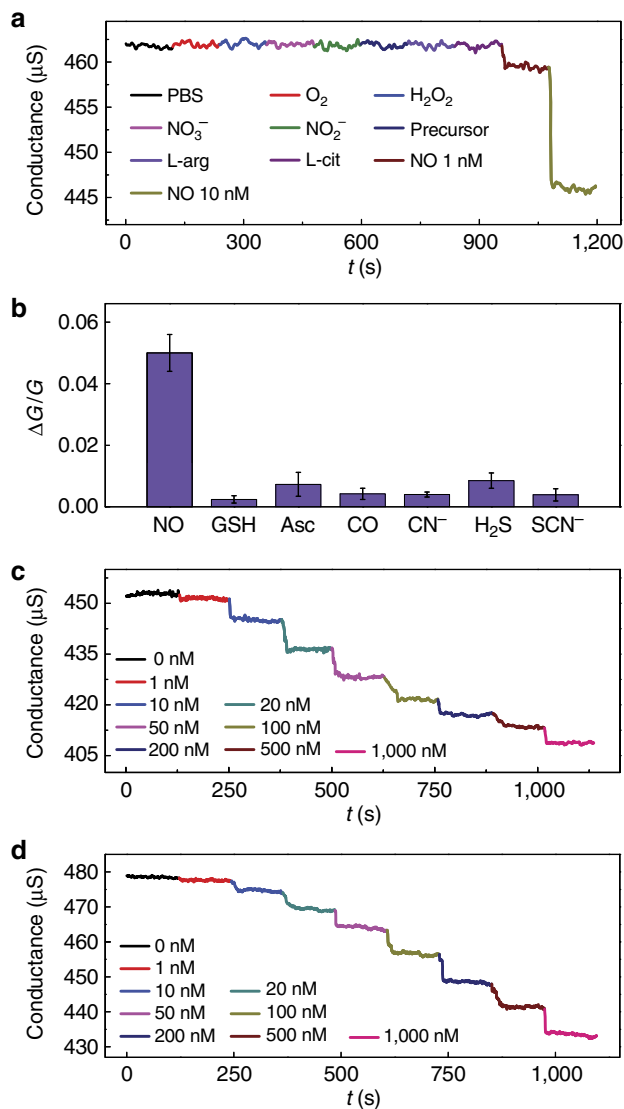 a
Conductance (µS)
460
455
450
445
PBS O₂ H₂O₂
NO₃⁻ NO₂⁻ Precursor
L-arg L-cit NO 1 nM
NO 10 nM
0 300 600 900 1,200
t (s)
b
ΔG/G
0.06
0.04
0.02
0.00
NO GSH Asc CO CN⁻ H₂S SCN⁻
c
Conductance (µS)
450
435
420
405
0 nM
1 nM
10 nM 20 nM
50 nM 100 nM
200 nM 500 nM 1,000 nM
0 250 500 750 1,000
t (s)
d
Conductance (µS)
480
470
460
450
440
430
0 nM
1 nM
10 nM 20 nM
50 nM 100 nM
200 nM 500 nM 1,000 nM
0 250 500 750 1,000
t (s)